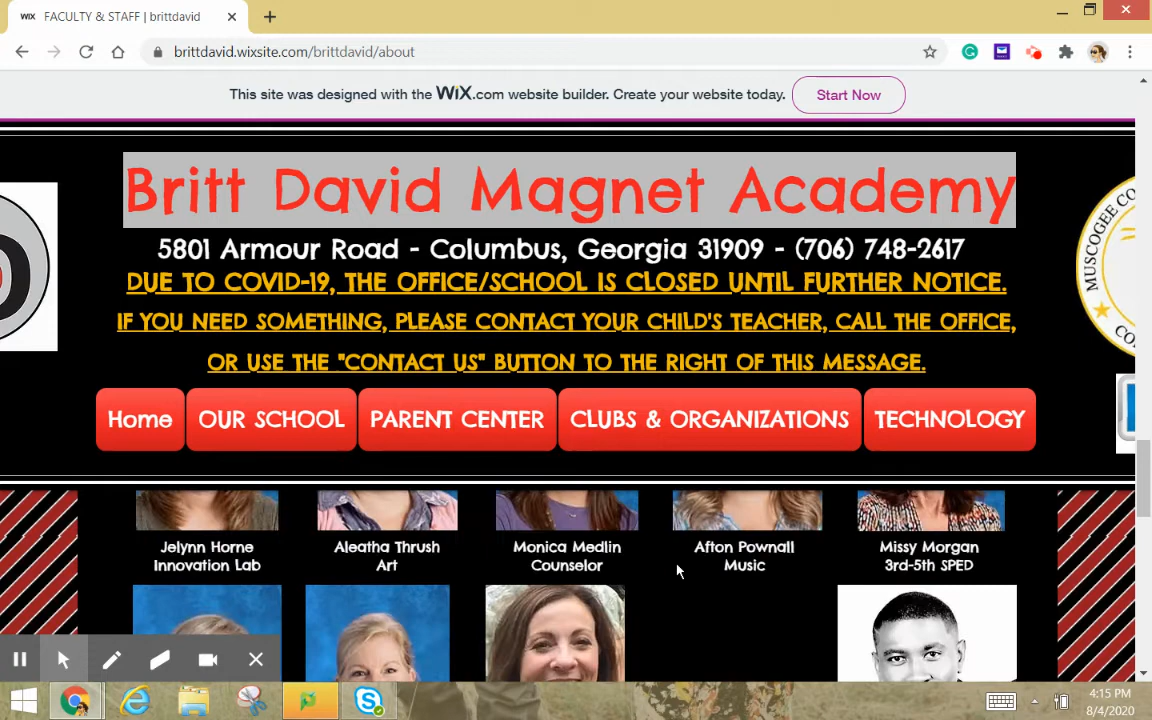 WiX FACULTY & STAFF | brittdavid
brittdavid.wixsite.com/brittdavid/about
This site was designed with the WiX.com website builder. Create your website today. Start Now
Britt David Magnet Academy
5801 Armour Road - Columbus, Georgia 31909 - (706) 748-2617
DUE TO COVID-19, THE OFFICE/SCHOOL IS CLOSED UNTIL FURTHER NOTICE.
IF YOU NEED SOMETHING, PLEASE CONTACT YOUR CHILD'S TEACHER, CALL THE OFFICE,
OR USE THE "CONTACT US" BUTTON TO THE RIGHT OF THIS MESSAGE.
MUSCOGEE CO
Home OUR SCHOOL PARENT CENTER CLUBS & ORGANIZATIONS TECHNOLOGY
Jelynn Horne Aleatha Thrush Monica Medlin Afton Pownall Missy Morgan
Innovation Lab Art Counselor Music 3rd-5th SPED
4:15 PM
8/4/2020